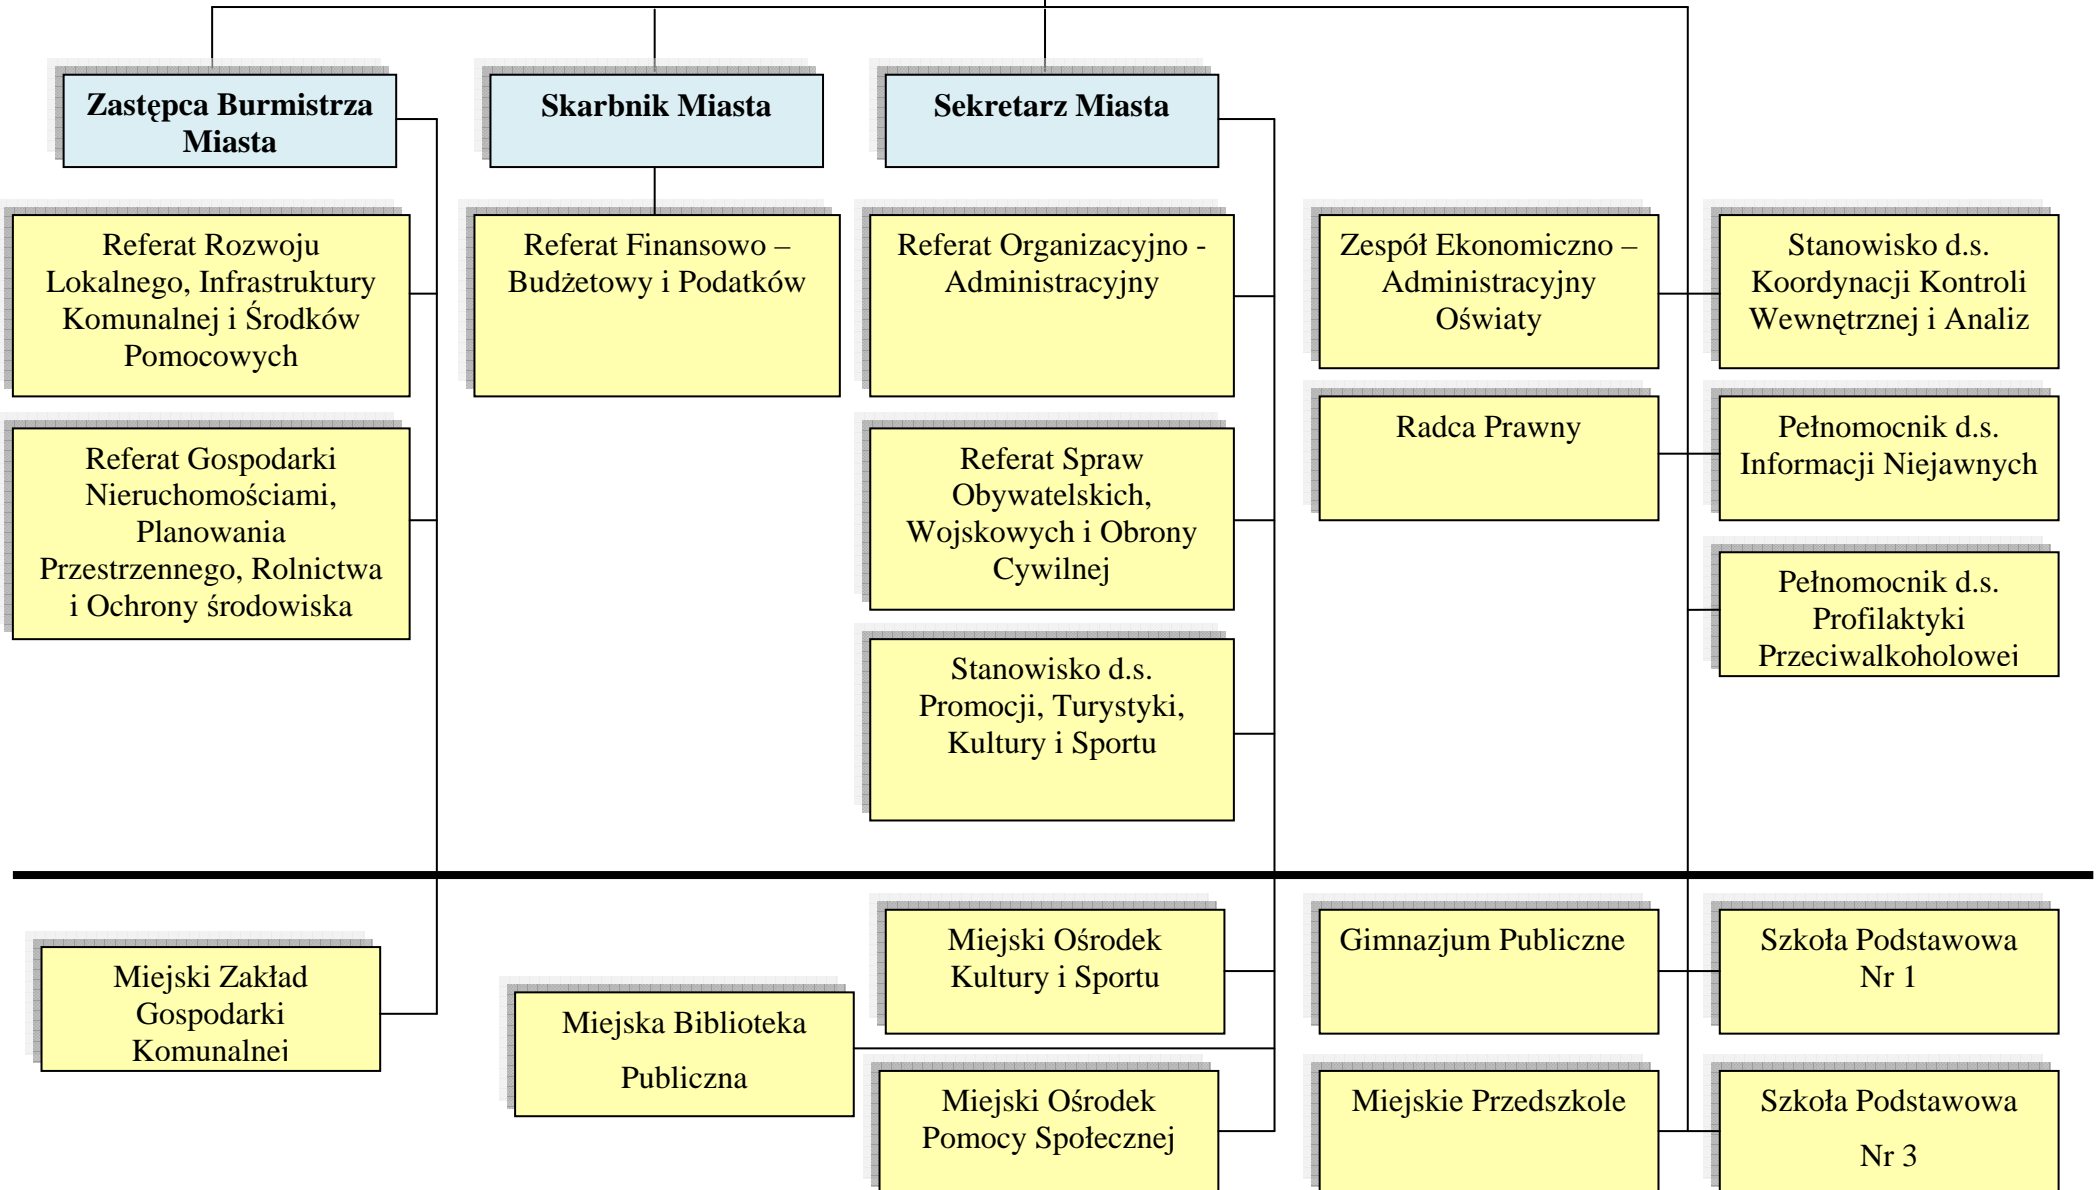 Zastępca Burmistrza
Miasta
Skarbnik Miasta
Sekretarz Miasta
Referat Rozwoju
Lokalnego, Infrastruktury
Komunalnej i Środków
Pomocowych
Referat Finansowo –
Budżetowy i Podatków
Referat Organizacyjno -
Administracyjny
Zespół Ekonomiczno –
Administracyjny
Oświaty
Stanowisko d.s.
Koordynacji Kontroli
Wewnętrznej i Analiz
Radca Prawny
Pełnomocnik d.s.
Informacji Niejawnych
Referat Gospodarki
Nieruchomościami,
Planowania
Przestrzennego, Rolnictwa
i Ochrony środowiska
Referat Spraw
Obywatelskich,
Wojskowych i Obrony
Cywilnej
Pełnomocnik d.s.
Profilaktyki
Przeciwalkoholowej
Stanowisko d.s.
Promocji, Turystyki,
Kultury i Sportu
Miejski Zakład
Gospodarki
Komunalnej
Miejska Biblioteka
Publiczna
Miejski Ośrodek
Kultury i Sportu
Gimnazjum Publiczne
Szkoła Podstawowa
Nr 1
Miejski Ośrodek
Pomocy Społecznej
Miejskie Przedszkole
Szkoła Podstawowa
Nr 3